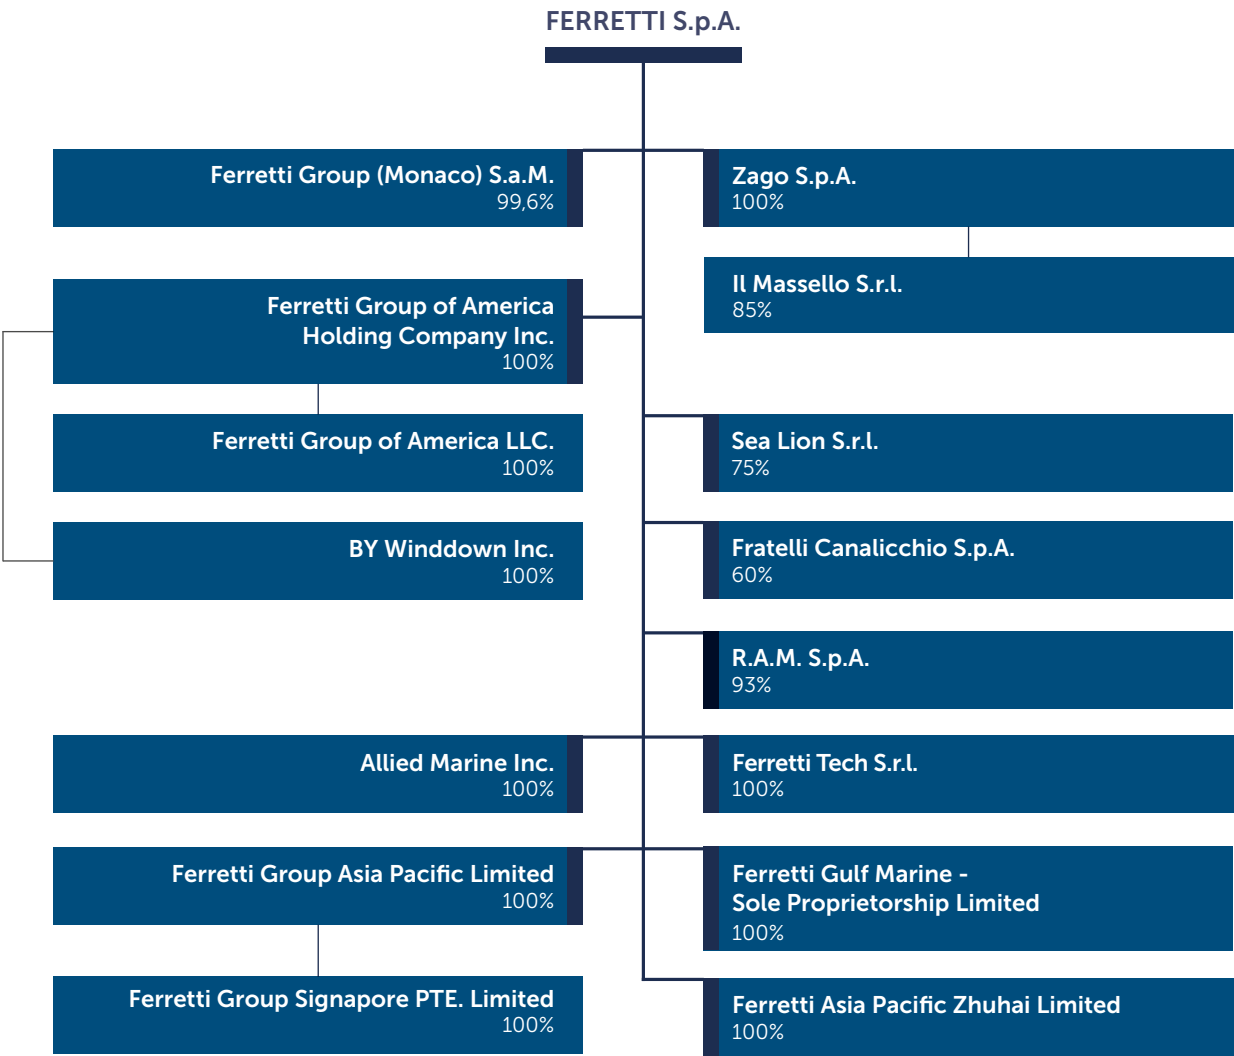 FERRETTI S.p.A.
Ferretti Group (Monaco) S.a.M.
99,6%
Zago S.p.A.
100%
Il Massello S.r.l.
85%
Ferretti Group of America
Holding Company Inc.
100%
Ferretti Group of America LLC.
100%
Sea Lion S.r.l.
75%
BY Winddown Inc.
100%
Fratelli Canalicchio S.p.A.
60%
R.A.M. S.p.A.
93%
Allied Marine Inc.
100%
Ferretti Tech S.r.l.
100%
Ferretti Group Asia Pacific Limited
100%
Ferretti Gulf Marine -
Sole Proprietorship Limited
100%
Ferretti Group Signapore PTE. Limited
100%
Ferretti Asia Pacific Zhuhai Limited
100%